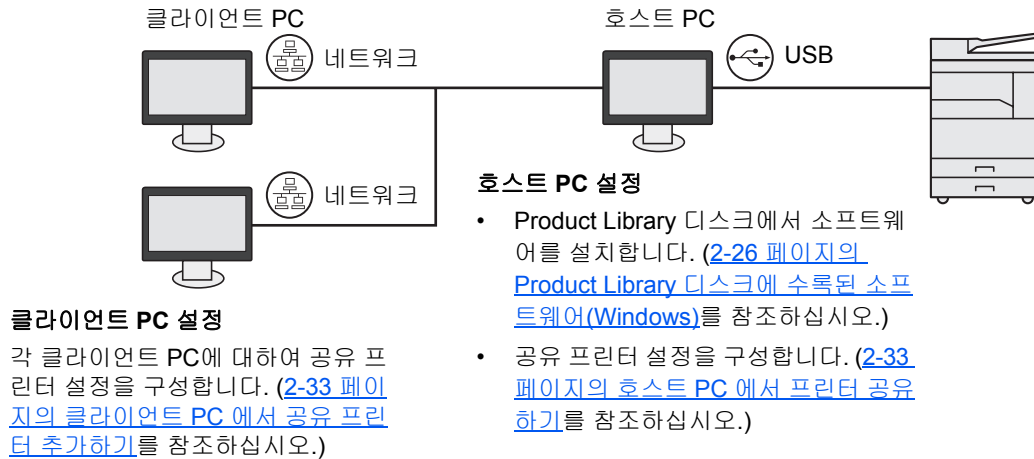 클라이언트 PC
호스트 PC
네트워크
USB
네트워크
호스트 PC 설정
• Product Library 디스크에서 소프트웨
어를 설치합니다. (2-26 페이지의
Product Library 디스크에 수록된 소프
트웨어(Windows)를 참조하십시오.)
• 공유 프린터 설정을 구성합니다. (2-33
페이지의 호스트 PC 에서 프린터 공유
하기를 참조하십시오.)
클라이언트 PC 설정
각 클라이언트 PC에 대하여 공유 프
린터 설정을 구성합니다. (2-33 페이
지의 클라이언트 PC 에서 공유 프린
터 추가하기를 참조하십시오.)